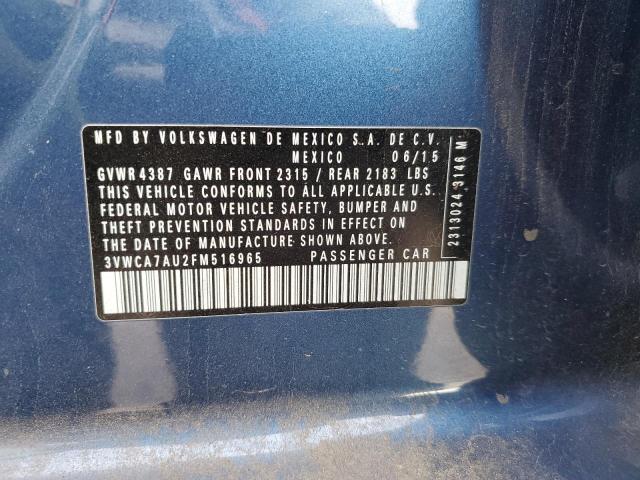 MFD BY VOLKSWAGEN DE MEXICO S.A. DE C.V.
MEXICO 06/15
GVWR 4387 GAWR FRONT 2315 / REAR 2183 LBS
THIS VEHICLE CONFORMS TO ALL APPLICABLE U.S.
FEDERAL MOTOR VEHICLE SAFETY, BUMPER AND
THEFT PREVENTION STANDARDS IN EFFECT ON
THE DATE OF MANUFACTURE SHOWN ABOVE.
3VWCA7AU2FM516965 PASSENGER CAR
2313024 3146 M